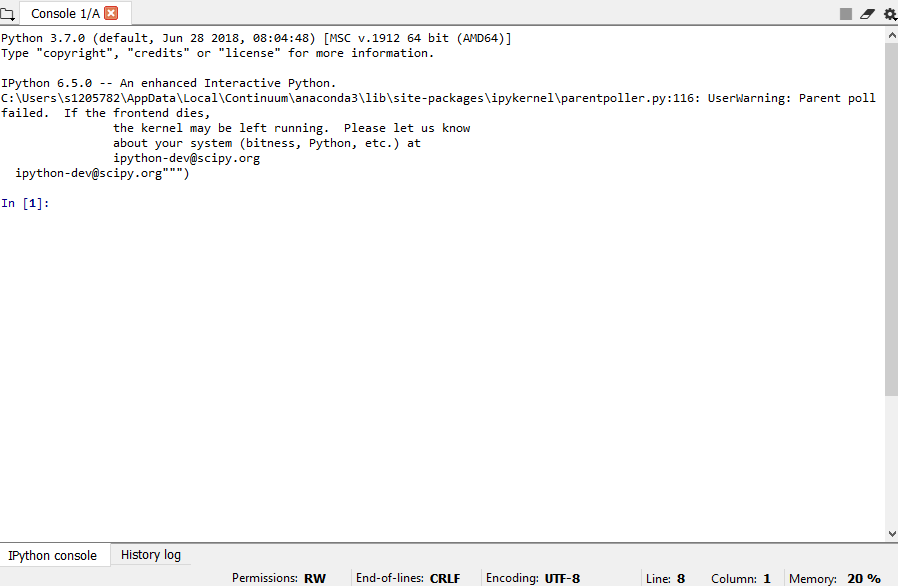 Console 1/A
Python 3.7.0 (default, Jun 28 2018, 08:04:48) [MSC v.1912 64 bit (AMD64)]
Type "copyright", "credits" or "license" for more information.
IPython 6.5.0 -- An enhanced Interactive Python.
C:\Users\s1205782\AppData\Local\Continuum\anaconda3\lib\site-packages\ipykernel\parentpoller.py:116: UserWarning: Parent poll
failed.  If the frontend dies,
the kernel may be left running.  Please let us know
about your system (bitness, Python, etc.) at
ipython-dev@scipy.org
ipython-dev@scipy.org""")
In [1]:
IPython console History log
Permissions: RW End-of-lines: CRLF Encoding: UTF-8 Line: 8 Column: 1 Memory: 20 %